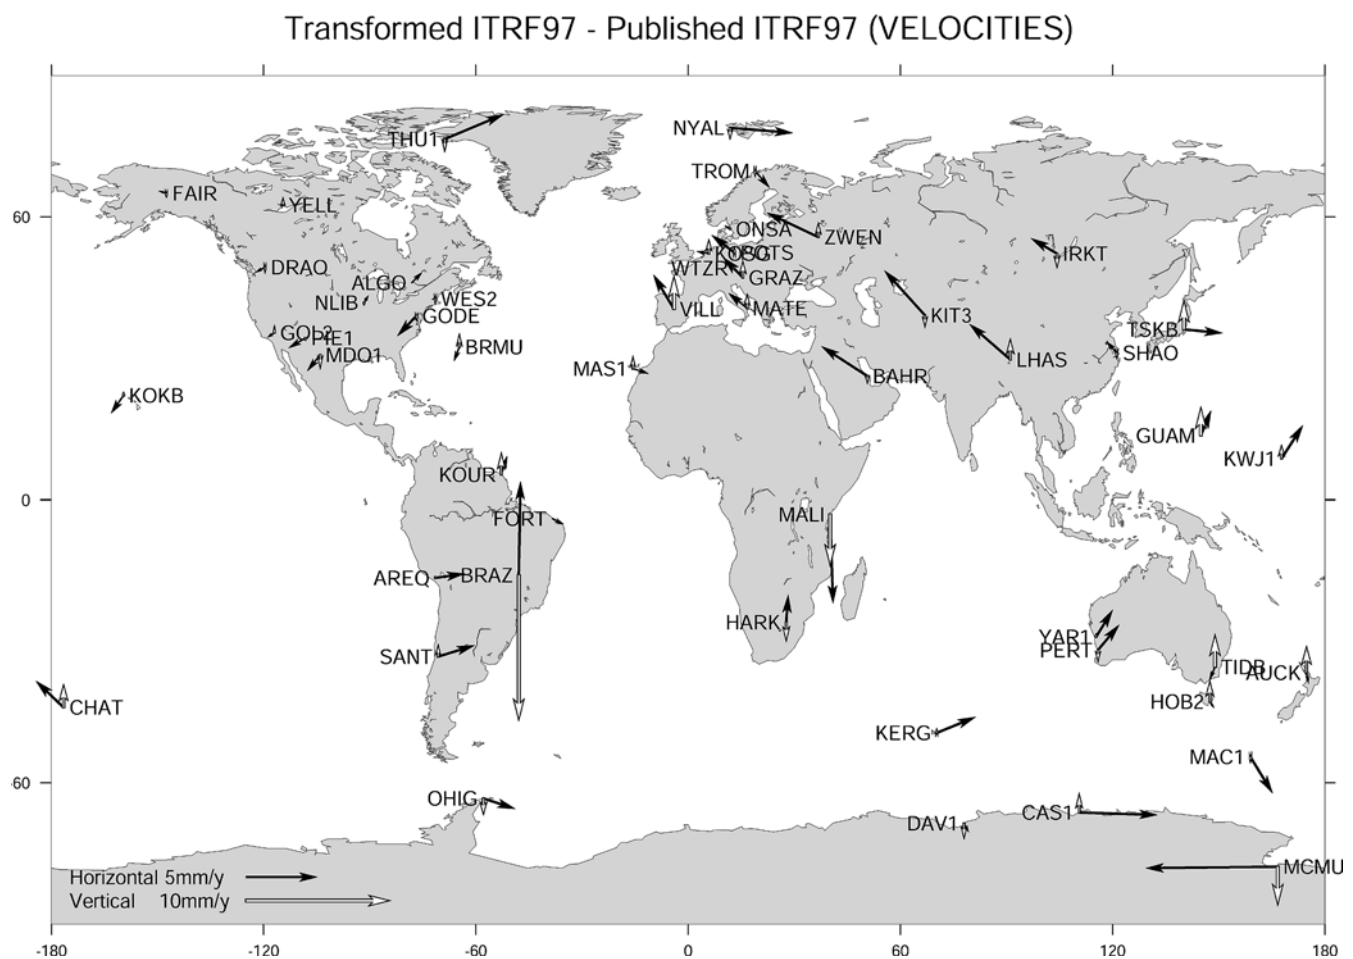 Transformed ITRF97 - Published ITRF97 (VELOCITIES)
NYAL
THU1
TROM
FAIR
YELL
60
ONSA
ZWEN
KOSG
POTS
IRKT
DRAO
WTZR
ALGO
GRAZ
NLIB
WES2
VILL
MATE
GODE
KIT3
GOL2
PIE1
TSKB
BRMU
MDO1
SHAO
LHAS
MAS1
BAHR
KOKB
GUAM
KWJ1
KOUR
0
FORT
MALI
AREQ
BRAZ
HARK
YAR1
PERT
SANT
TIDB
AUCK
HOB2
CHAT
KERG
MAC1
60
OHIG
CAS1
DAV1
MCMU
Horizontal 5mm/y
Vertical 10mm/y
-180 -120 -60 0 60 120 180